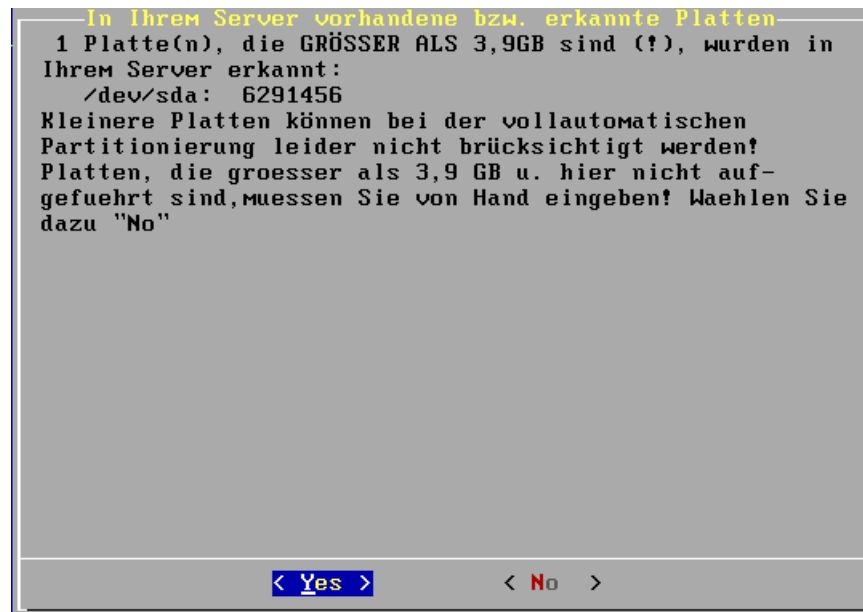 In Ihrem Server vorhandene bzw. erkannte Platten
1 Platte(n), die GRÖSSER ALS 3,9GB sind (!), wurden in
Ihrem Server erkannt:
/dev/sda: 6291456
Kleinere Platten können bei der vollautomatischen
Partitionierung leider nicht brücksichtigt werden!
Platten, die groesser als 3,9 GB u. hier nicht auf-
gefuehrt sind,muessen Sie von Hand eingeben! Waehlen Sie
dazu "No"
< Yes > < No >